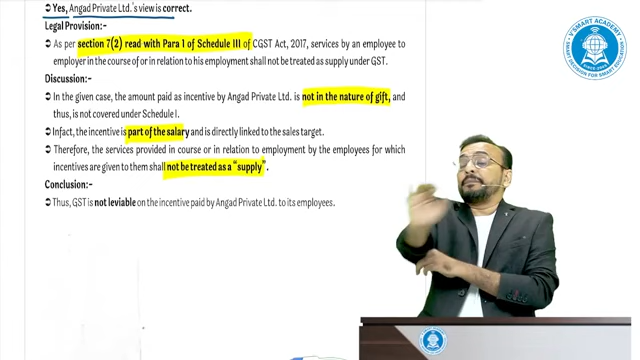 ➲ Yes, Angad Private Ltd.'s view is correct.
Legal Provision:-
➲ As per section 7(2) read with Para 1 of Schedule III of CGST Act, 2017, services by an employee to
employer in the course of or in relation to his employment shall not be treated as supply under GST.
Discussion:-
➲ In the given case, the amount paid as incentive by Angad Private Ltd. is not in the nature of gift, and
thus, is not covered under Schedule I.
➲ Infact, the incentive is part of the salary and is directly linked to the sales target.
➲ Therefore, the services provided in course or in relation to employment by the employees for which
incentives are given to them shall not be treated as a “supply”.
Conclusion:-
➲ Thus, GST is not leviable on the incentive paid by Angad Private Ltd. to its employees.
V'SMART ACADEMY
SMART DECISION FOR SMART EDUCATION